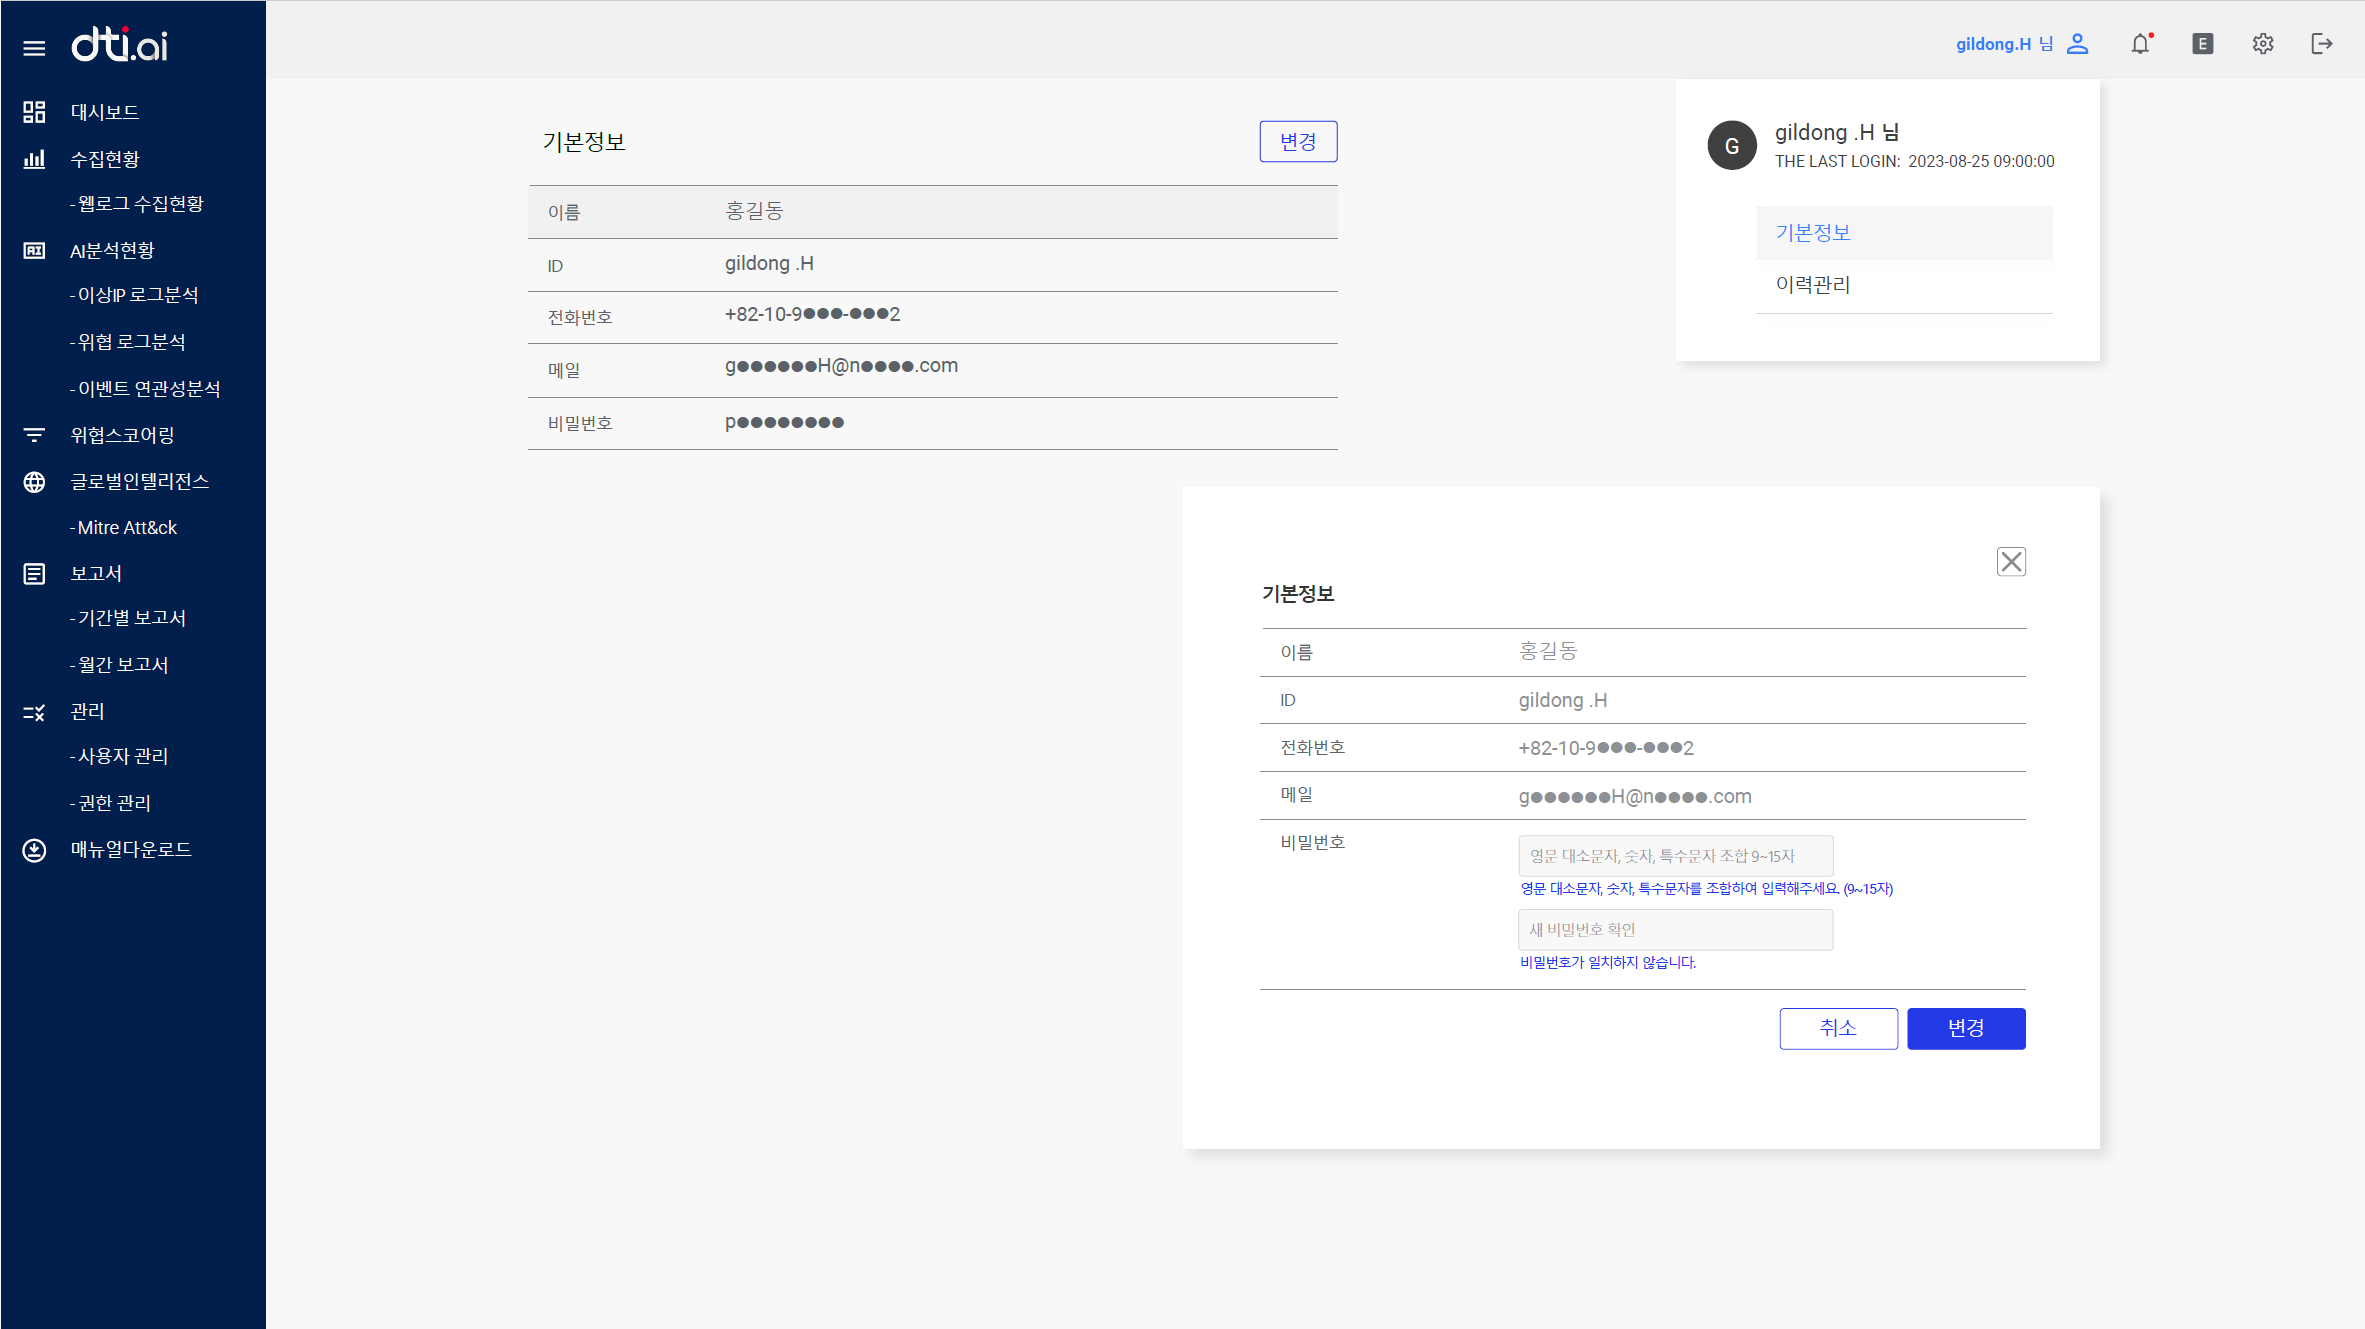 dti.ai
대시보드
수집현황
- 웹로그 수집현황
AI분석현황
- 이상IP 로그분석
- 위협 로그분석
- 이벤트 연관성분석
위협스코어링
글로벌인텔리전스
- Mitre Att&ck
보고서
- 기간별 보고서
- 월간 보고서
관리
- 사용자 관리
- 권한 관리
매뉴얼다운로드
gildong.H 님
E
기본정보
변경
이름 홍길동
ID gildong .H
전화번호 +82-10-9●●●-●●●2
메일 g●●●●●●H@n●●●●.com
비밀번호 p●●●●●●●●
G
gildong .H 님
THE LAST LOGIN: 2023-08-25 09:00:00
기본정보
이력관리
기본정보
이름 홍길동
ID gildong .H
전화번호 +82-10-9●●●-●●●2
메일 g●●●●●●H@n●●●●.com
비밀번호
영문 대소문자, 숫자, 특수문자 조합 9~15자
영문 대소문자, 숫자, 특수문자를 조합하여 입력해주세요. (9~15자)
새 비밀번호 확인
비밀번호가 일치하지 않습니다.
취소 변경